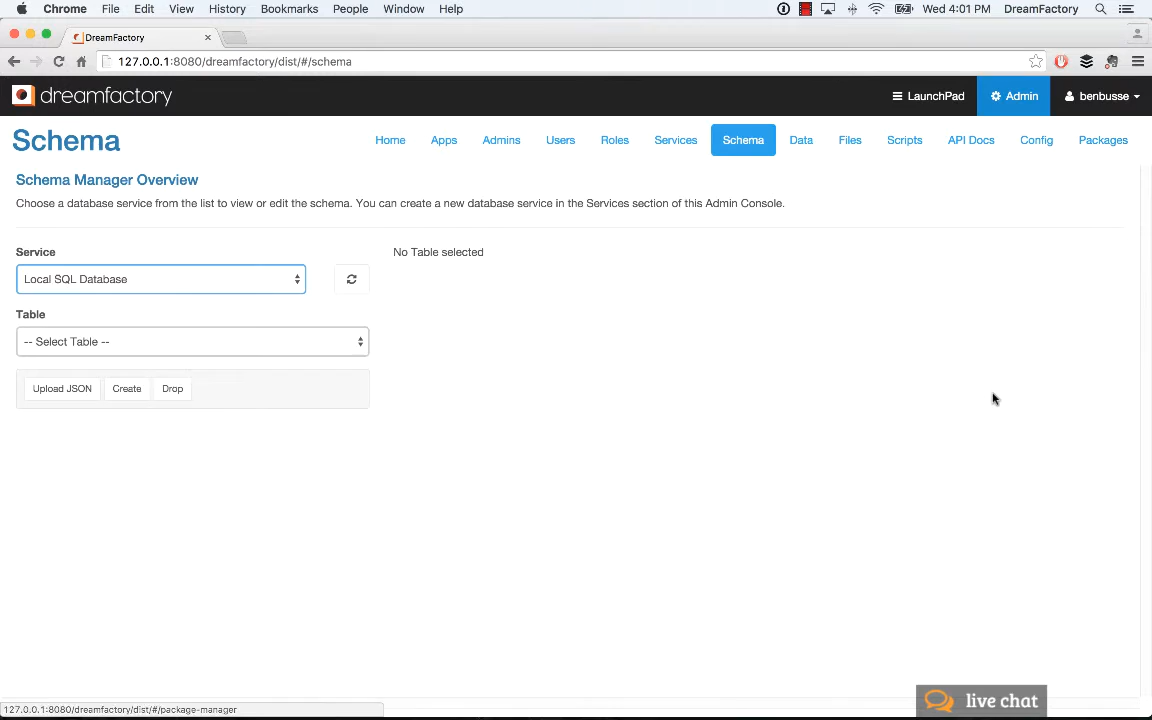 Chrome File Edit View History Bookmarks People Window Help Wed 4:01 PM DreamFactory
DreamFactory
127.0.0.1:8080/dreamfactory/dist/#/schema
dreamfactory LaunchPad Admin benbusse
Schema Home Apps Admins Users Roles Services Schema Data Files Scripts API Docs Config Packages
Schema Manager Overview
Choose a database service from the list to view or edit the schema. You can create a new database service in the Services section of this Admin Console.
Service No Table selected
Local SQL Database
Table
-- Select Table --
Upload JSON Create Drop
live chat
127.0.0.1:8080/dreamfactory/dist/#/package-manager